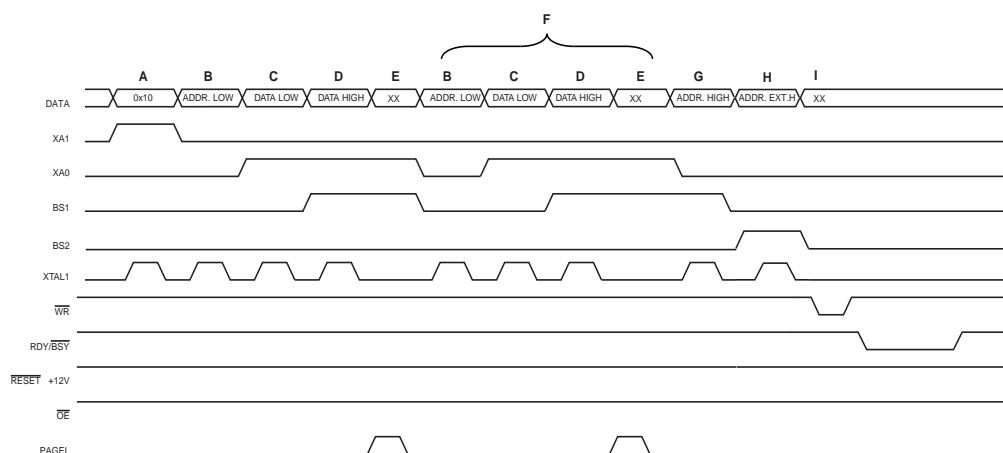 F
A B C D E B C D E G H I
DATA 0x10 ADDR. LOW DATA LOW DATA HIGH XX ADDR. LOW DATA LOW DATA HIGH XX ADDR. HIGH ADDR. EXT.H XX
XA1
XA0
BS1
BS2
XTAL1
WR
RDY/BSY
RESET +12V
OE
PAGEL